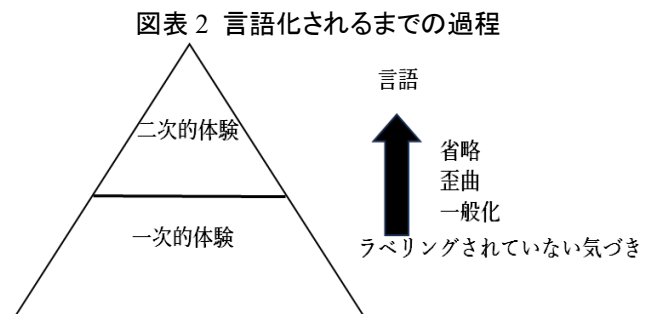 図表 2 言語化されるまでの過程
言語
二次的体験
省略
歪曲
一般化
一次的体験
ラベリングされていない気づき